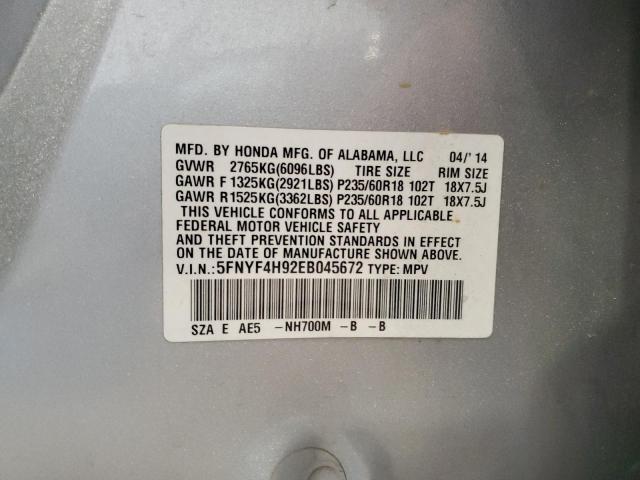 MFD. BY HONDA MFG. OF ALABAMA, LLC 04/'14
GVWR 2765KG(6096LBS) TIRE SIZE RIM SIZE
GAWR F 1325KG(2921LBS) P235/60R18 102T 18X7.5J
GAWR R 1525KG(3362LBS) P235/60R18 102T 18X7.5J
THIS VEHICLE CONFORMS TO ALL APPLICABLE
FEDERAL MOTOR VEHICLE SAFETY
AND THEFT PREVENTION STANDARDS IN EFFECT
ON THE DATE OF MANUFACTURE SHOWN ABOVE.
V.I.N.: 5FNYF4H92EB045672 TYPE: MPV
SZA E AE5 -NH700M -B -B